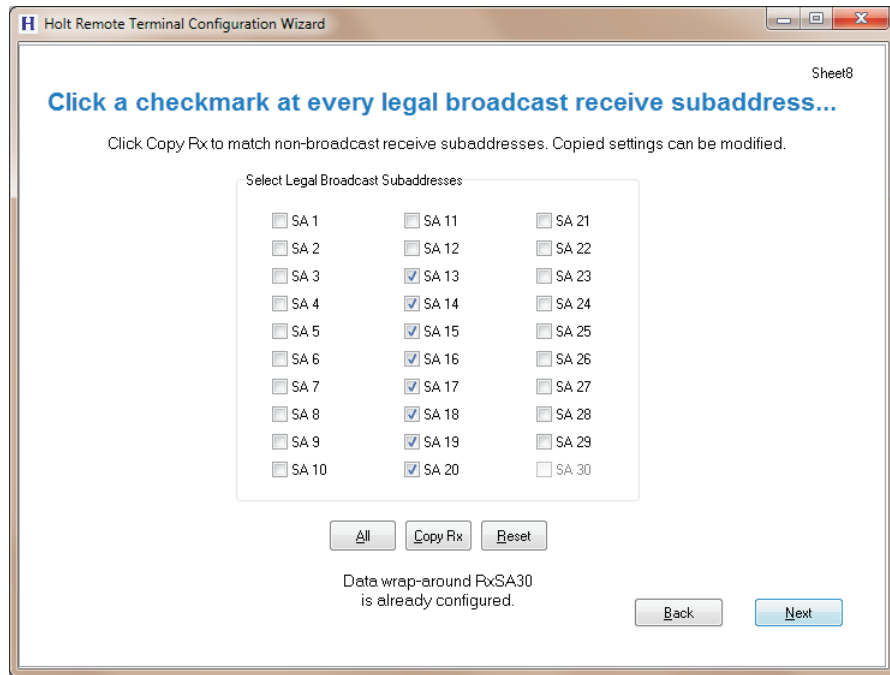 H Holt Remote Terminal Configuration Wizard
Sheet8
Click a checkmark at every legal broadcast receive subaddress...
Click Copy Rx to match non-broadcast receive subaddresses. Copied settings can be modified.
Select Legal Broadcast Subaddresses
SA 1 SA 11 SA 21
SA 2 SA 12 SA 22
SA 3 SA 13 SA 23
SA 4 SA 14 SA 24
SA 5 SA 15 SA 25
SA 6 SA 16 SA 26
SA 7 SA 17 SA 27
SA 8 SA 18 SA 28
SA 9 SA 19 SA 29
SA 10 SA 20 SA 30
All Copy Rx Reset
Data wrap-around RxSA30
is already configured.
Back Next